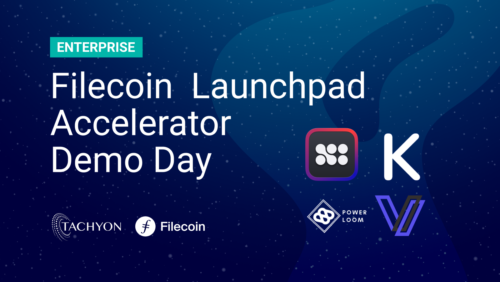 ENTERPRISE
Filecoin Launchpad
Accelerator
Demo Day
K
POWER
LOOM
TACHYON
Filecoin